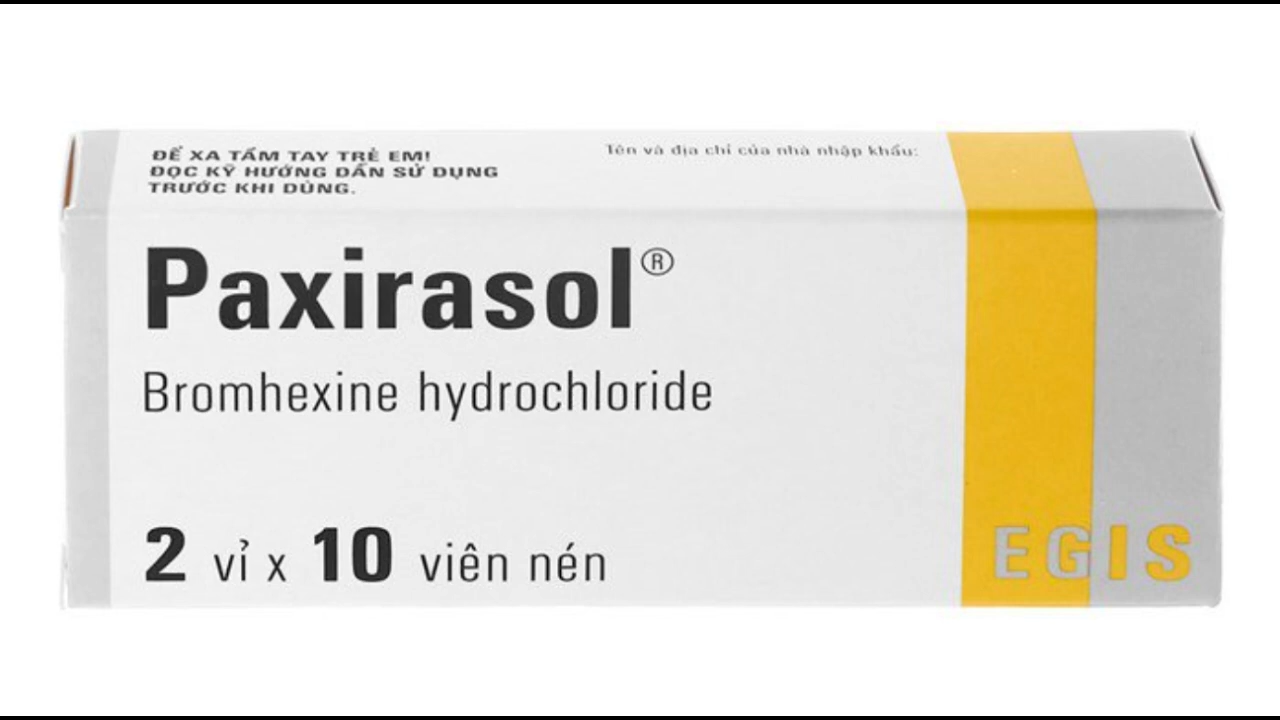 ĐỂ XA TẦM TAY TRẺ EM!
ĐỌC KỸ HƯỚNG DẪN SỬ DỤNG
TRƯỚC KHI DÙNG.
Tên và địa chỉ của nhà nhập khẩu:
Paxirasol®
Bromhexine hydrochloride
2 vỉ x 10 viên nén
EGIS